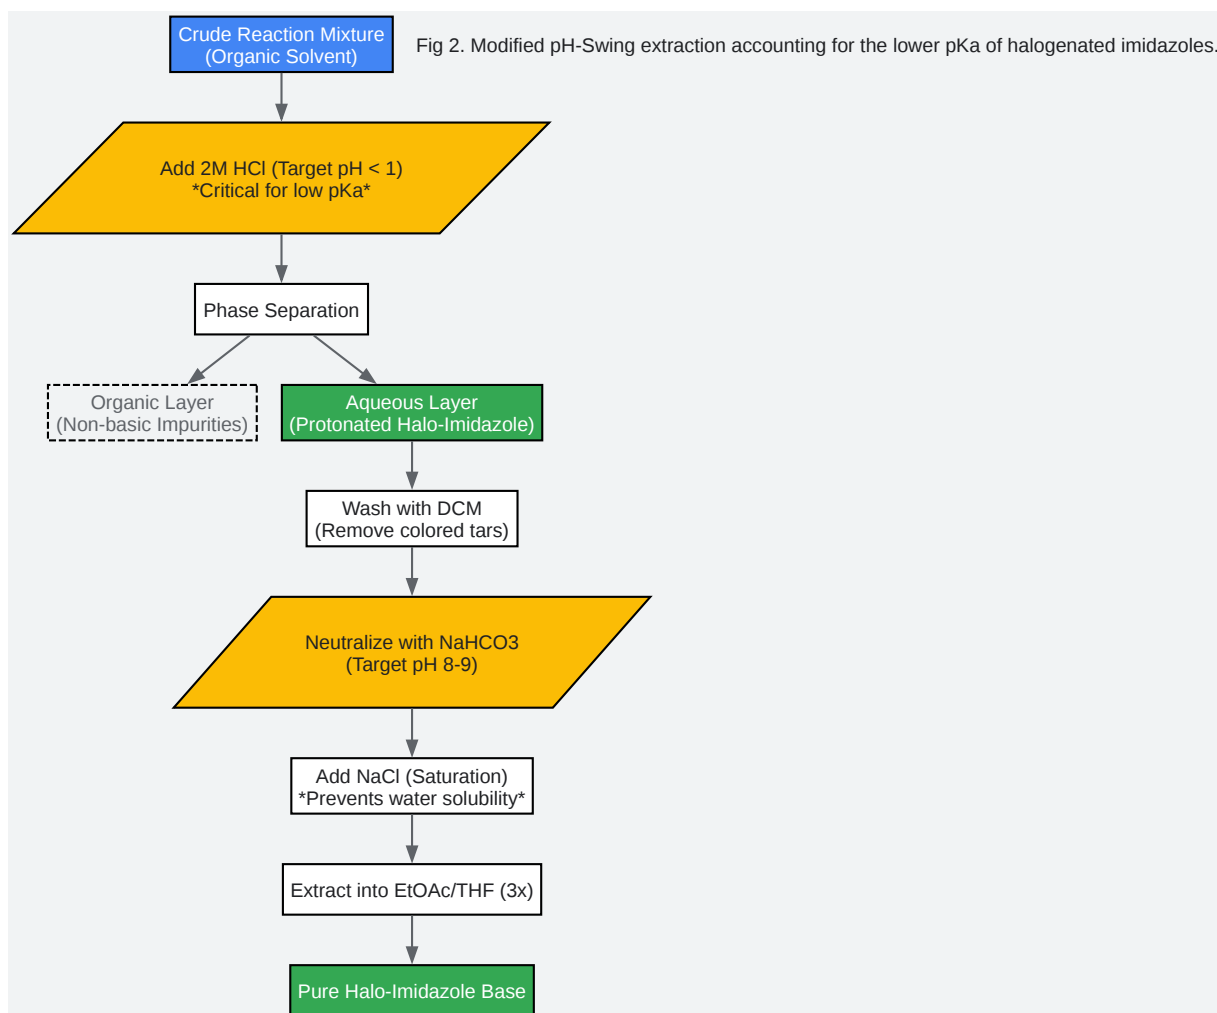 Crude Reaction Mixture
(Organic Solvent)
Fig 2. Modified pH-Swing extraction accounting for the lower pKa of halogenated imidazoles.
Add 2M HCl (Target pH < 1)
*Critical for low pKa*
Phase Separation
Organic Layer
(Non-basic Impurities)
Aqueous Layer
(Protonated Halo-Imidazole)
Wash with DCM
(Remove colored tars)
Neutralize with NaHCO3
(Target pH 8-9)
Add NaCl (Saturation)
*Prevents water solubility*
Extract into EtOAc/THF (3x)
Pure Halo-Imidazole Base